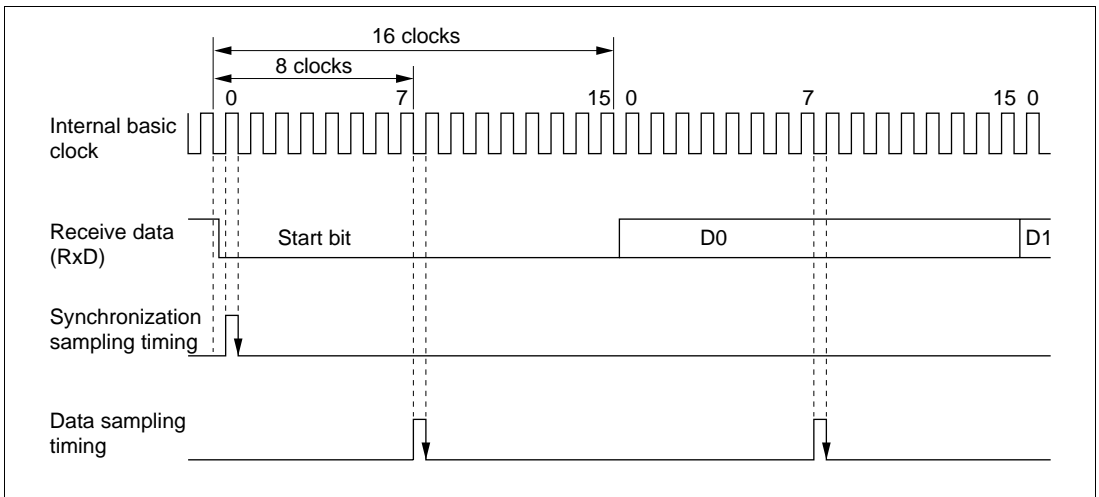 16 clocks
8 clocks
0 7 15 0 7 15 0
Internal basic
clock
Receive data
(RxD)
Start bit D0 D1
Synchronization
sampling timing
Data sampling
timing